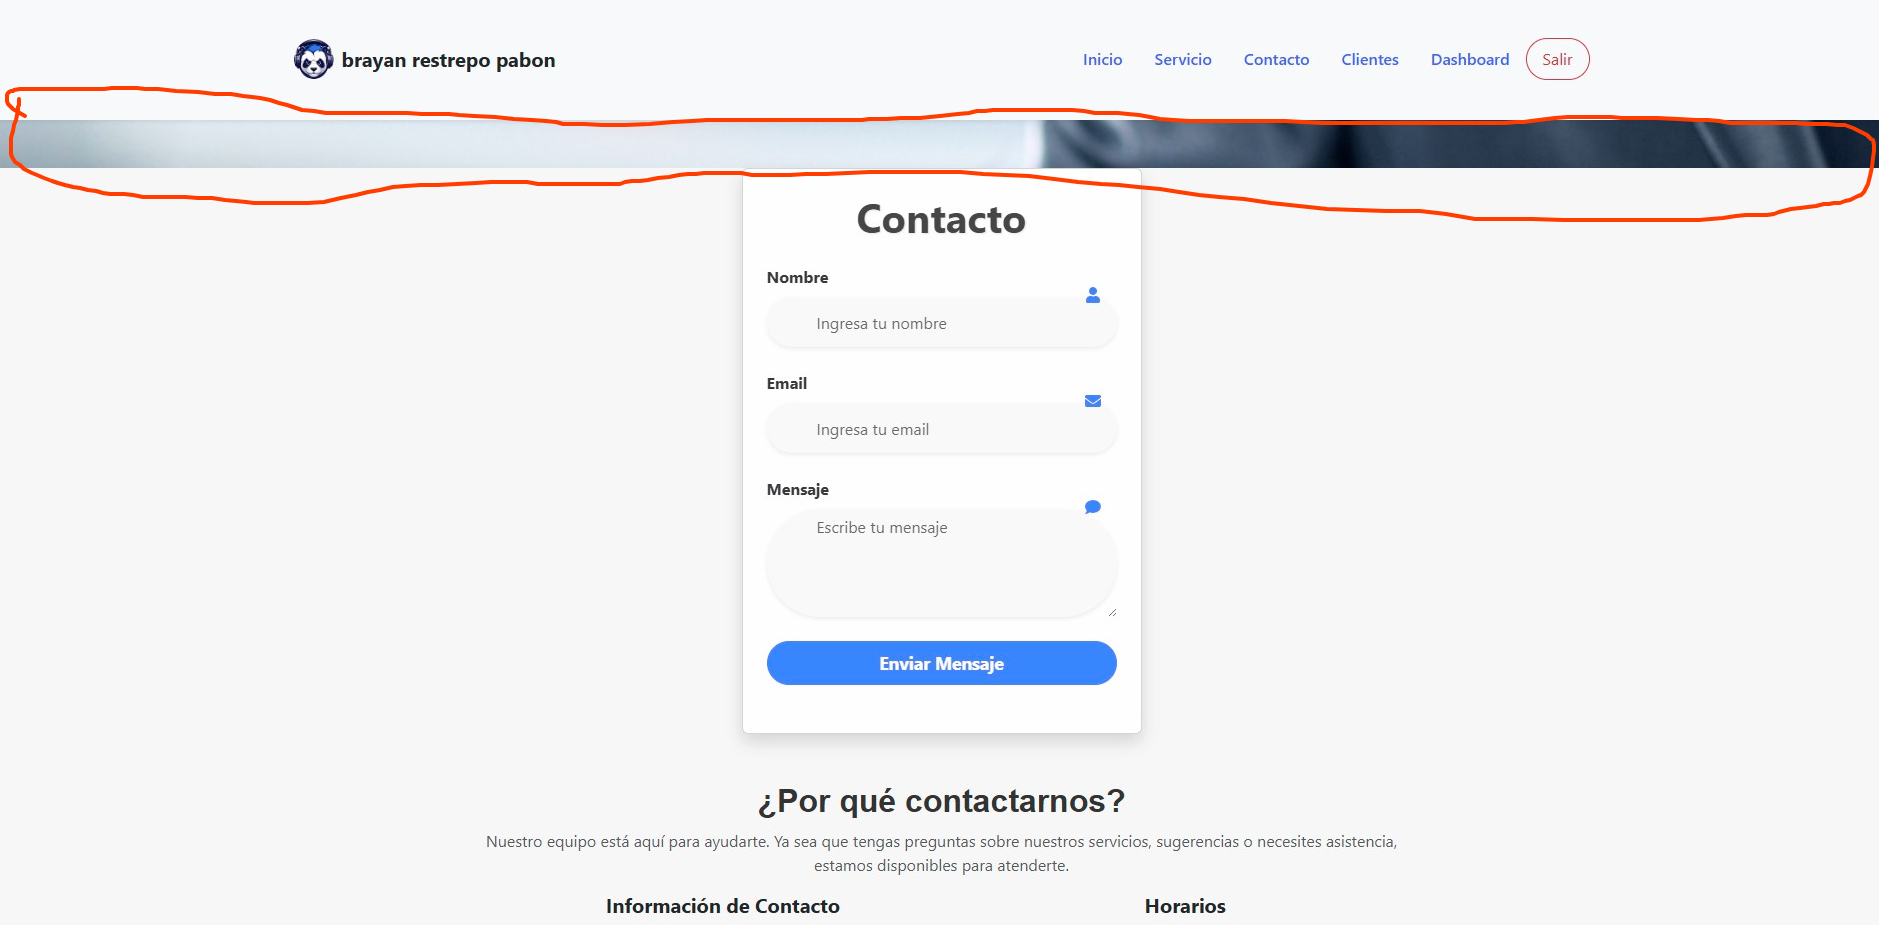 brayan restrepo pabon
Inicio Servicio Contacto Clientes Dashboard Salir
Contacto
Nombre
Ingresa tu nombre
Email
Ingresa tu email
Mensaje
Escribe tu mensaje
Enviar Mensaje
¿Por qué contactarnos?
Nuestro equipo está aquí para ayudarte. Ya sea que tengas preguntas sobre nuestros servicios, sugerencias o necesites asistencia,
estamos disponibles para atenderte.
Información de Contacto
Horarios